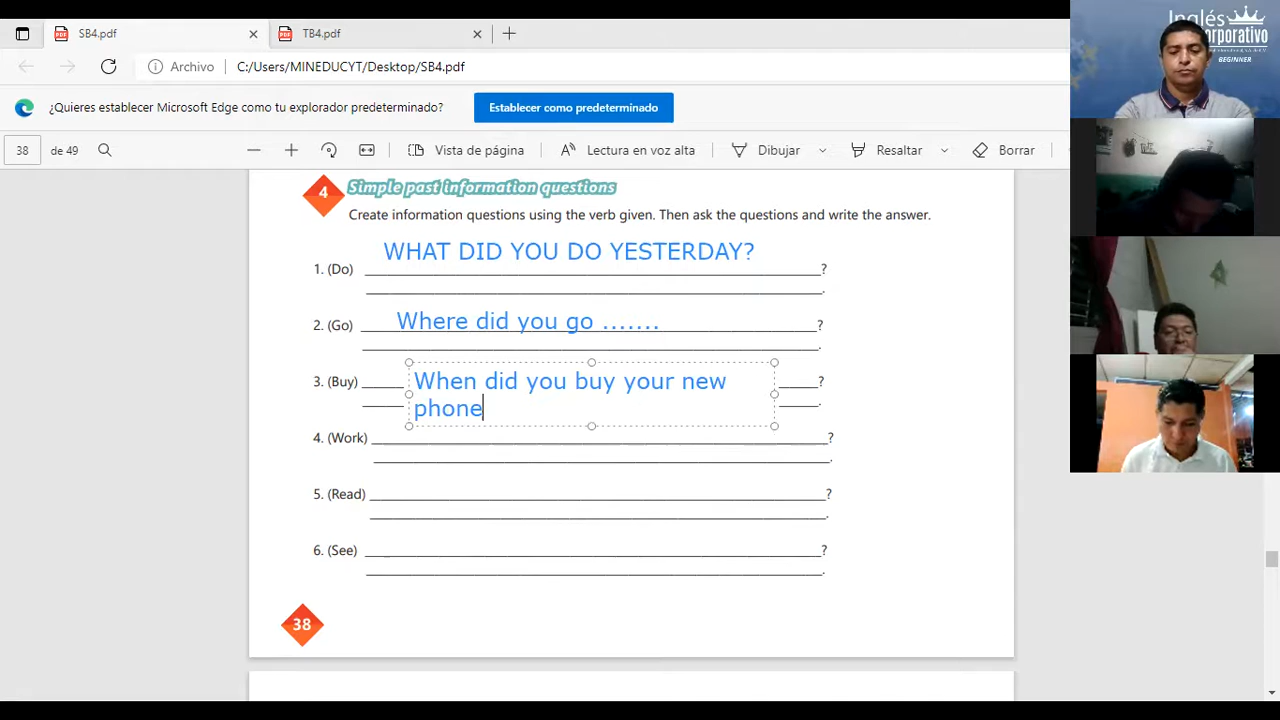 SB4.pdf
TB4.pdf
Archivo
C:/Users/MINEDUCYT/Desktop/SB4.pdf
¿Quieres establecer Microsoft Edge como tu explorador predeterminado?
Establecer como predeterminado
38 de 49
Vista de página
Lectura en voz alta
Dibujar
Resaltar
Borrar
4 Simple past information questions
Create information questions using the verb given. Then ask the questions and write the answer.
WHAT DID YOU DO YESTERDAY?
1. (Do) ?
.
2. (Go) Where did you go ....... ?
.
3. (Buy) When did you buy your new ?
phone .
4. (Work) ?
.
5. (Read) ?
.
6. (See) ?
.
38
Inglés
orporativo
BEGINNER